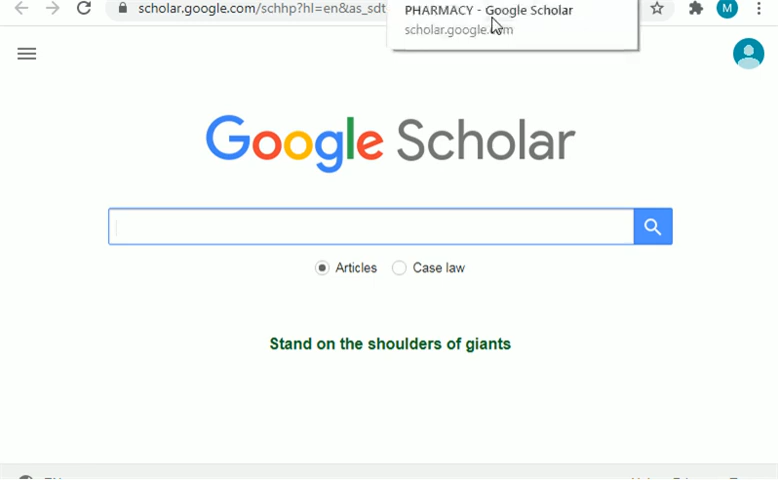 scholar.google.com/schhp?hl=en&as_sdt
PHARMACY - Google Scholar
scholar.google.com
M
Google Scholar
Articles
Case law
Stand on the shoulders of giants